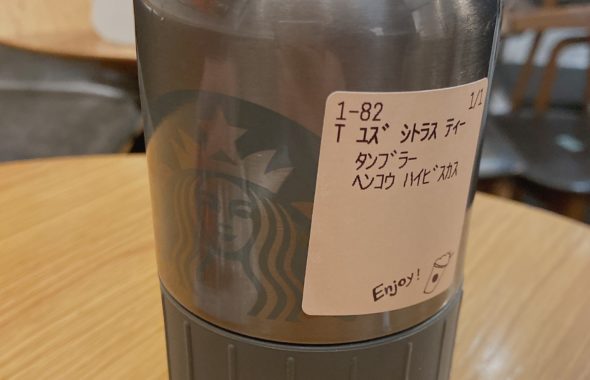 1-82 1/1
T ユズ シトラス ティー
タンブラー
ヘンコウ ハイビスカス
Enjoy!